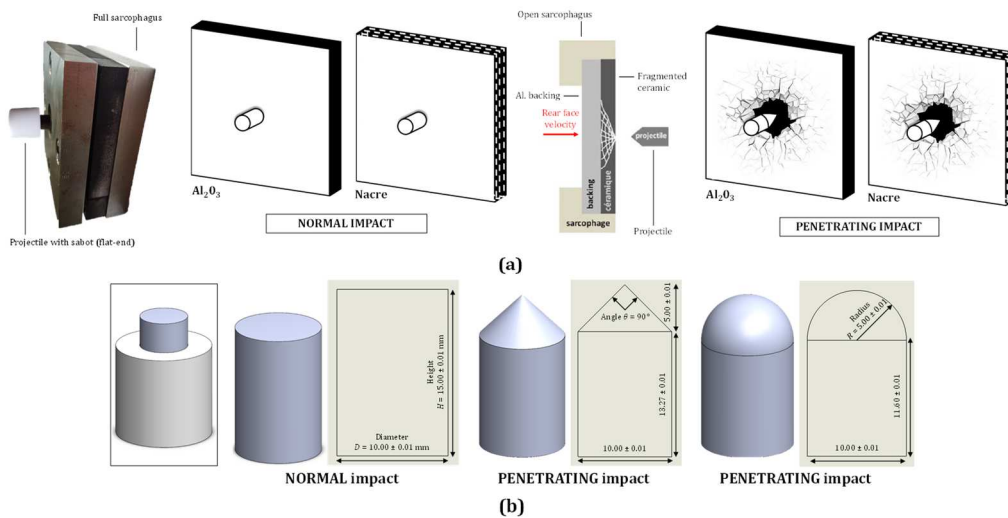 Full sarcophagus
Projectile with sabot (flat-end)
Al2O3
Nacre
NORMAL IMPACT
Open sarcophagus
Al. backing
Rear face
velocity
backing
céramique
projectile
sarcophage
Fragmented
ceramic
Projectile
Al2O3
Nacre
PENETRATING IMPACT
(a)
Height
H = 15.00 ± 0.01 mm
Diameter
D = 10.00 ± 0.01 mm
NORMAL impact
Angle θ = 90°
5.00 ± 0.01
13.27 ± 0.01
10.00 ± 0.01
PENETRATING impact
Radius
R = 5.00 ± 0.01
11.60 ± 0.01
10.00 ± 0.01
PENETRATING impact
(b)